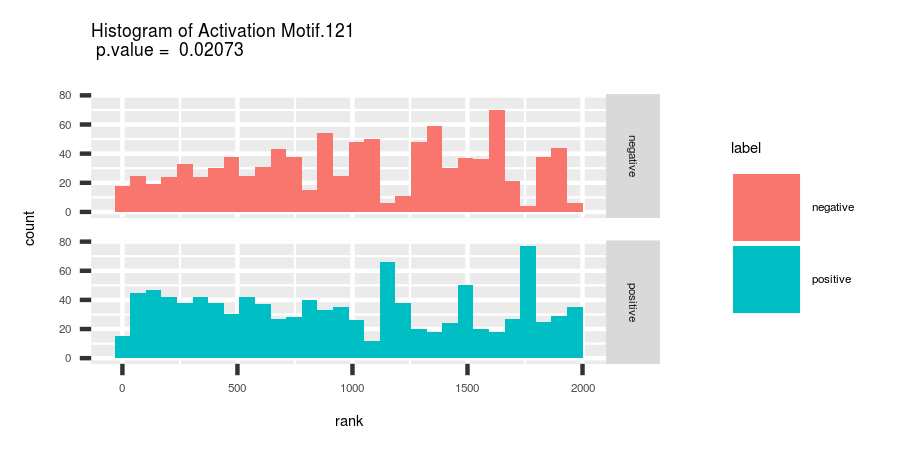 Histogram of Activation Motif.121
p.value = 0.02073
80
60
40
20
0
negative
80
60
40
20
0
positive
0 500 1000 1500 2000
rank
count
label
negative
positive